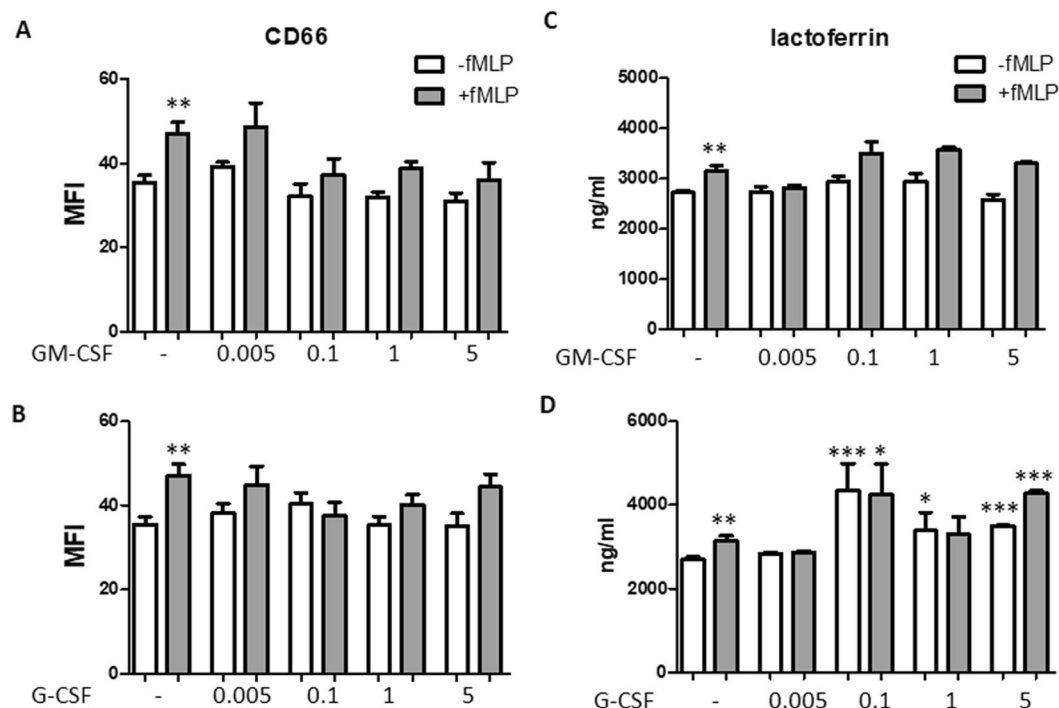 A
CD66
-fMLP
+fMLP
MFI
60
40
20
0
**
GM-CSF - 0.005 0.1 1 5
B
MFI
60
40
20
0
**
G-CSF - 0.005 0.1 1 5
C
lactoferrin
-fMLP
+fMLP
ng/ml
5000
4000
3000
2000
1000
0
**
GM-CSF - 0.005 0.1 1 5
D
ng/ml
6000
4000
2000
0
** *** * * *** ***
G-CSF - 0.005 0.1 1 5